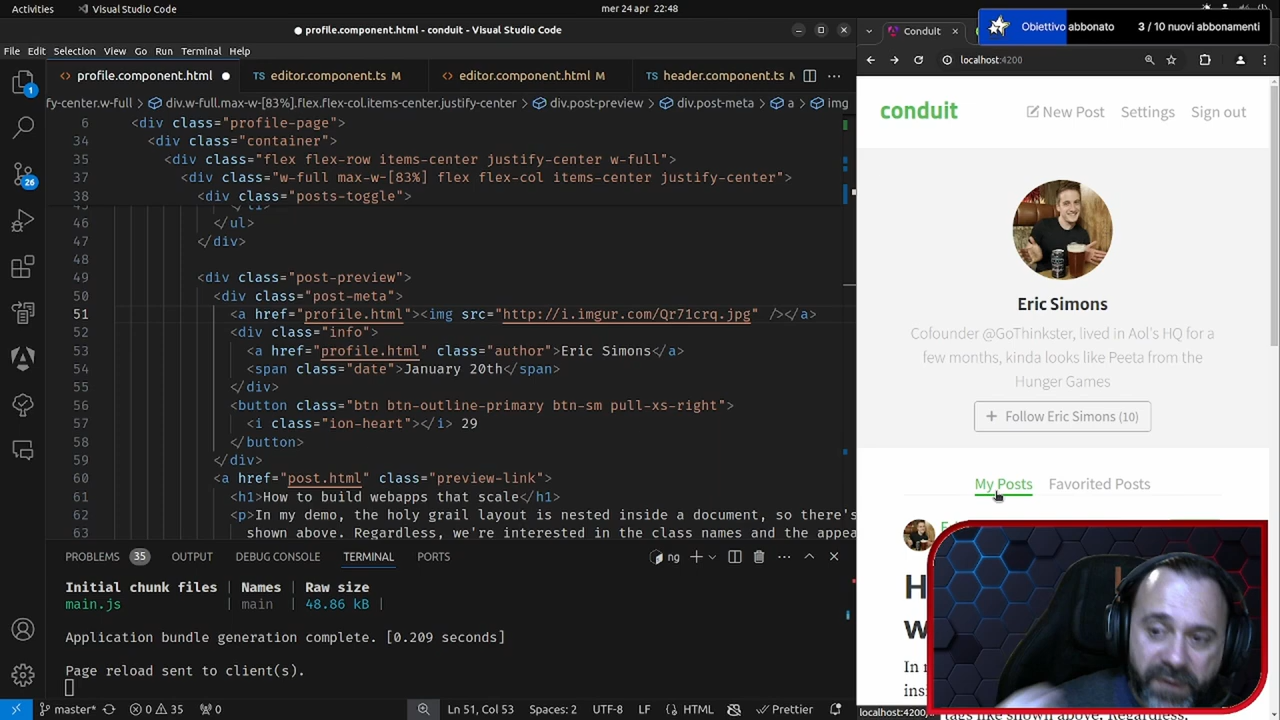 Activities
Visual Studio Code
mer 24 apr 22:48
profile.component.html - conduit - Visual Studio Code
File Edit Selection View Go Run Terminal Help
profile.component.html
editor.component.ts M
editor.component.html M
header.component.ts M
fy-center.w-full > div.w-full.max-w-[83%].flex.flex-col.items-center.justify-center > div.post-preview > div.post-meta > a > img
6 <div class="profile-page">
34 <div class="container">
35 <div class="flex flex-row items-center justify-center w-full">
37 <div class="w-full max-w-[83%] flex flex-col items-center justify-center">
38 <div class="posts-toggle">
46 </ul>
47 </div>
48
49 <div class="post-preview">
50 <div class="post-meta">
51 <a href="profile.html"><img src="http://i.imgur.com/Qr71crq.jpg" /></a>
52 <div class="info">
53 <a href="profile.html" class="author">Eric Simons</a>
54 <span class="date">January 20th</span>
55 </div>
56 <button class="btn btn-outline-primary btn-sm pull-xs-right">
57 <i class="ion-heart"></i> 29
58 </button>
59 </div>
60 <a href="post.html" class="preview-link">
61 <h1>How to build webapps that scale</h1>
62 <p>In my demo, the holy grail layout is nested inside a document, so there's
63 shown above. Regardless, we're interested in the class names and the appea
PROBLEMS 35 OUTPUT DEBUG CONSOLE TERMINAL PORTS
ng
Initial chunk files | Names | Raw size
main.js | main | 48.86 kB |
Application bundle generation complete. [0.209 seconds]
Page reload sent to client(s).
1
26
master*
0 35
Ln 51, Col 53
Spaces: 2
UTF-8
LF
HTML
Prettier
Conduit
Obiettivo abbonato
3 / 10 nuovi abbonamenti
localhost:4200
conduit
New Post
Settings
Sign out
Eric Simons
Cofounder @GoThinkster, lived in Aol's HQ for a
few months, kinda looks like Peeta from the
Hunger Games
+ Follow Eric Simons (10)
My Posts
Favorited Posts
H
w
In
insi
tags like shown above. Regardless,
localhost:4200